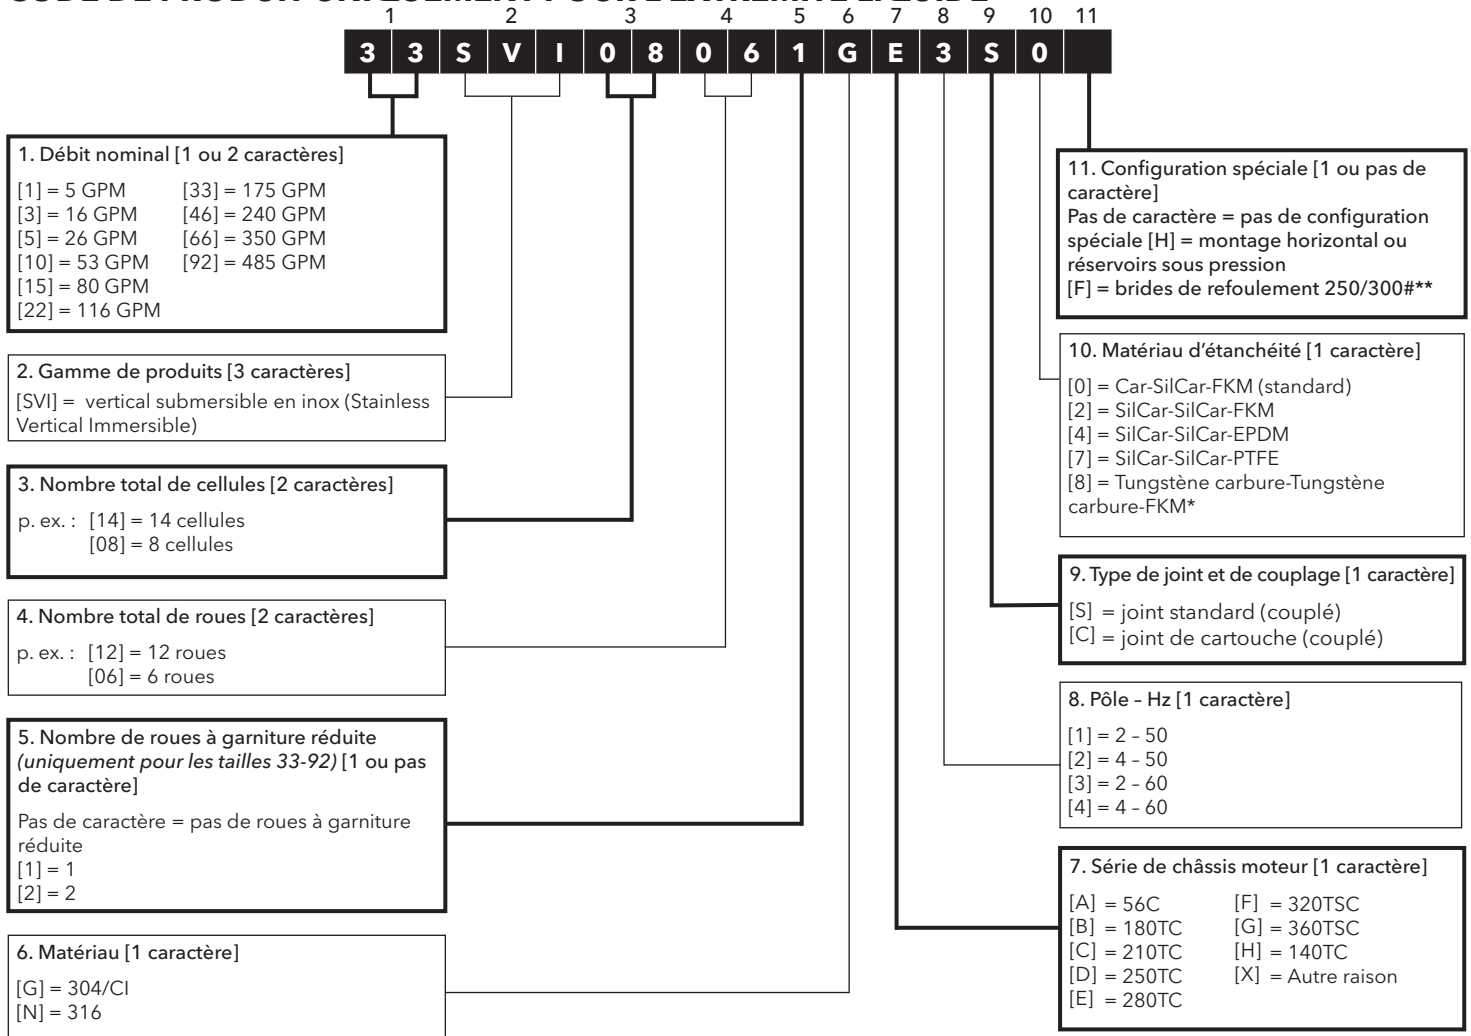 1 2 3 4 5 6 7 8 9 10 11
3 3 S V I 0 8 0 6 1 G E 3 S 0
1. Débit nominal [1 ou 2 caractères]
[1] = 5 GPM [33] = 175 GPM
[3] = 16 GPM [46] = 240 GPM
[5] = 26 GPM [66] = 350 GPM
[10] = 53 GPM [92] = 485 GPM
[15] = 80 GPM
[22] = 116 GPM
2. Gamme de produits [3 caractères]
[SVI] = vertical submersible en inox (Stainless
Vertical Immersible)
3. Nombre total de cellules [2 caractères]
p. ex. : [14] = 14 cellules
[08] = 8 cellules
4. Nombre total de roues [2 caractères]
p. ex. : [12] = 12 roues
[06] = 6 roues
5. Nombre de roues à garniture réduite
(uniquement pour les tailles 33-92) [1 ou pas
de caractère]
Pas de caractère = pas de roues à garniture
réduite
[1] = 1
[2] = 2
6. Matériau [1 caractère]
[G] = 304/CI
[N] = 316
11. Configuration spéciale [1 ou pas de
caractère]
Pas de caractère = pas de configuration
spéciale [H] = montage horizontal ou
réservoirs sous pression
[F] = brides de refoulement 250/300#**
10. Matériau d'étanchéité [1 caractère]
[0] = Car-SilCar-FKM (standard)
[2] = SilCar-SilCar-FKM
[4] = SilCar-SilCar-EPDM
[7] = SilCar-SilCar-PTFE
[8] = Tungstène carbure-Tungstène
carbure-FKM*
9. Type de joint et de couplage [1 caractère]
[S] = joint standard (couplé)
[C] = joint de cartouche (couplé)
8. Pôle – Hz [1 caractère]
[1] = 2 – 50
[2] = 4 – 50
[3] = 2 – 60
[4] = 4 – 60
7. Série de châssis moteur [1 caractère]
[A] = 56C [F] = 320TSC
[B] = 180TC [G] = 360TSC
[C] = 210TC [H] = 140TC
[D] = 250TC [X] = Autre raison
[E] = 280TC